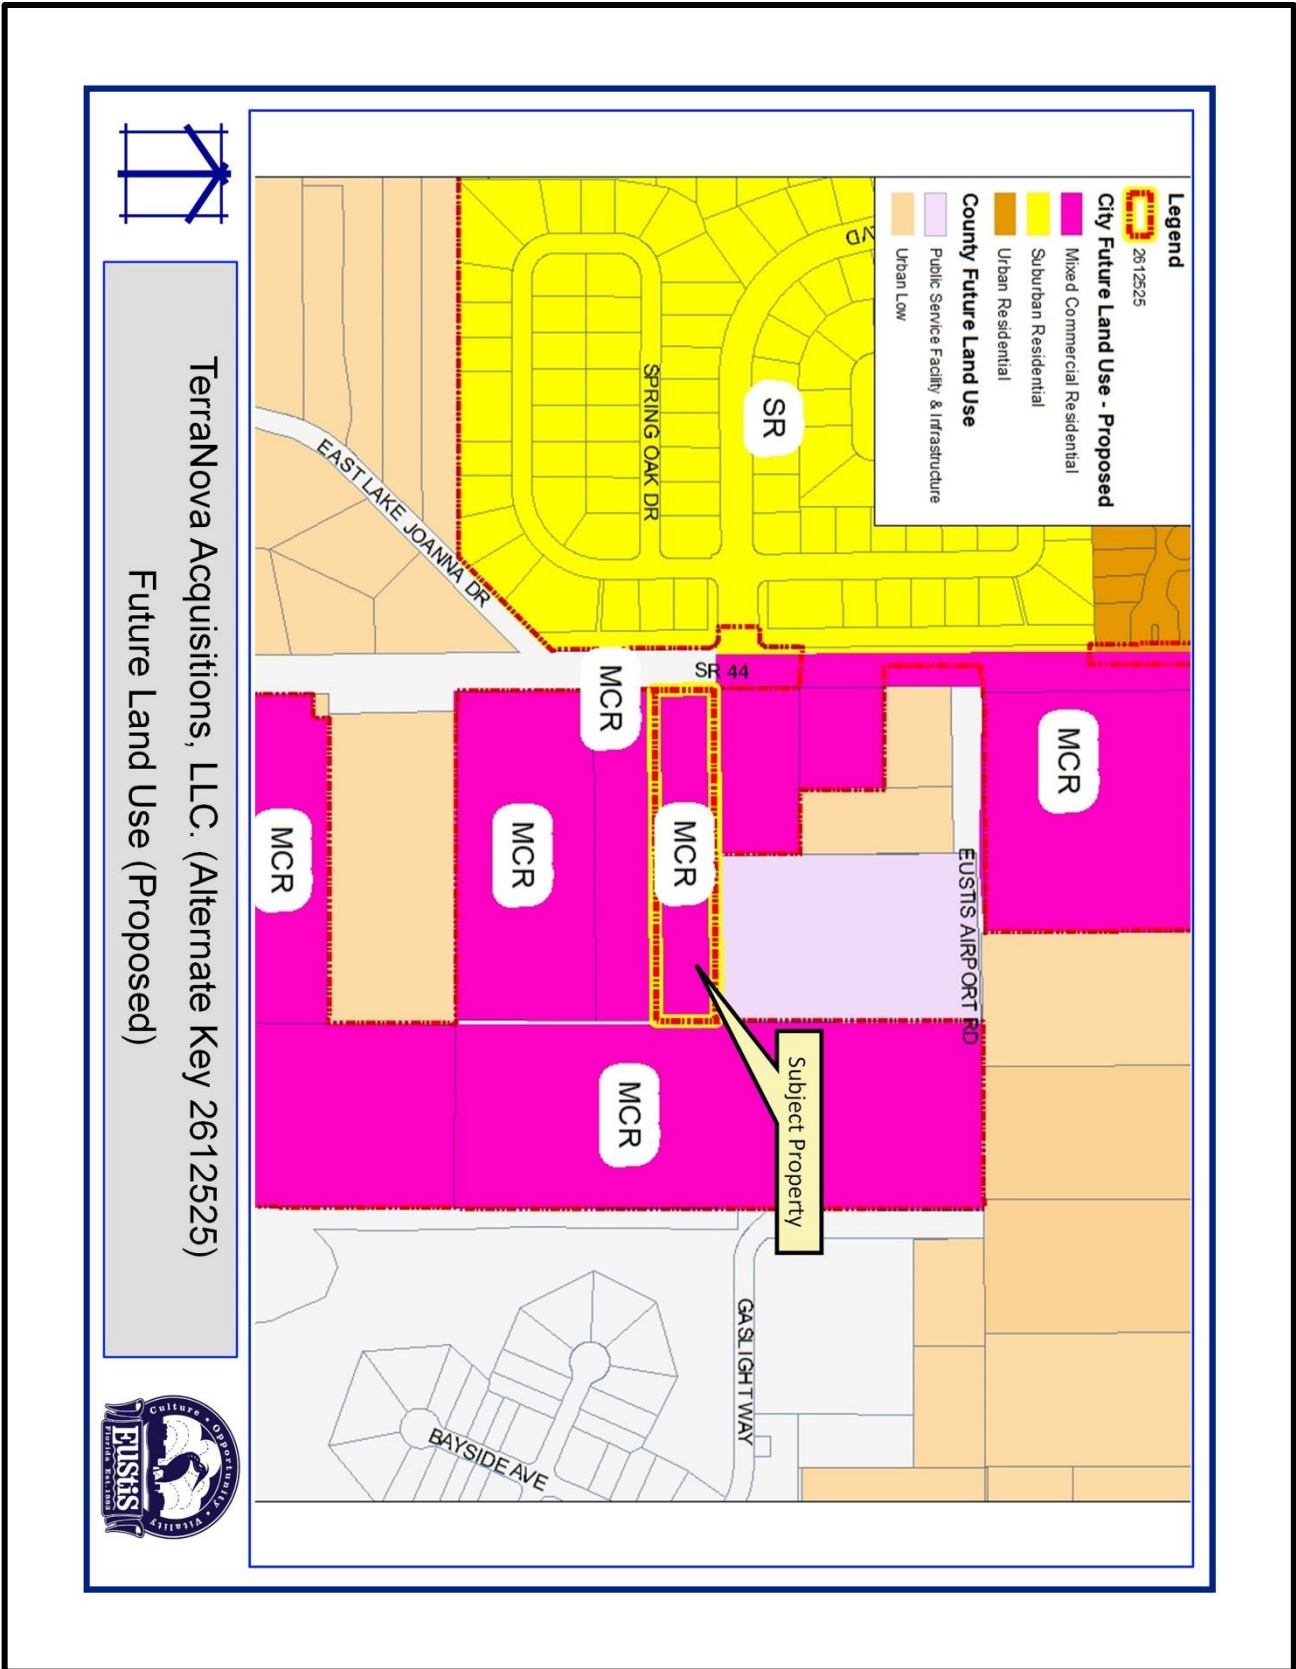 Legend
2612525
City Future Land Use - Proposed
Mixed Commercial Residential
Suburban Residential
Urban Residential
County Future Land Use
Public Service Facility & Infrastructure
Urban Low
VD
SR
SPRING OAK DR
EAST LAKE JOANNA DR
SR 44
MCR
MCR
MCR
MCR
MCR
MCR
EUSTIS AIRPORT RD
Subject Property
GASLIGHT WAY
BAYSIDE AVE
TerraNova Acquisitions, LLC. (Alternate Key 2612525)
Future Land Use (Proposed)
Culture • Opportunity • Vitality
EUSTIS
Florida Est.1883